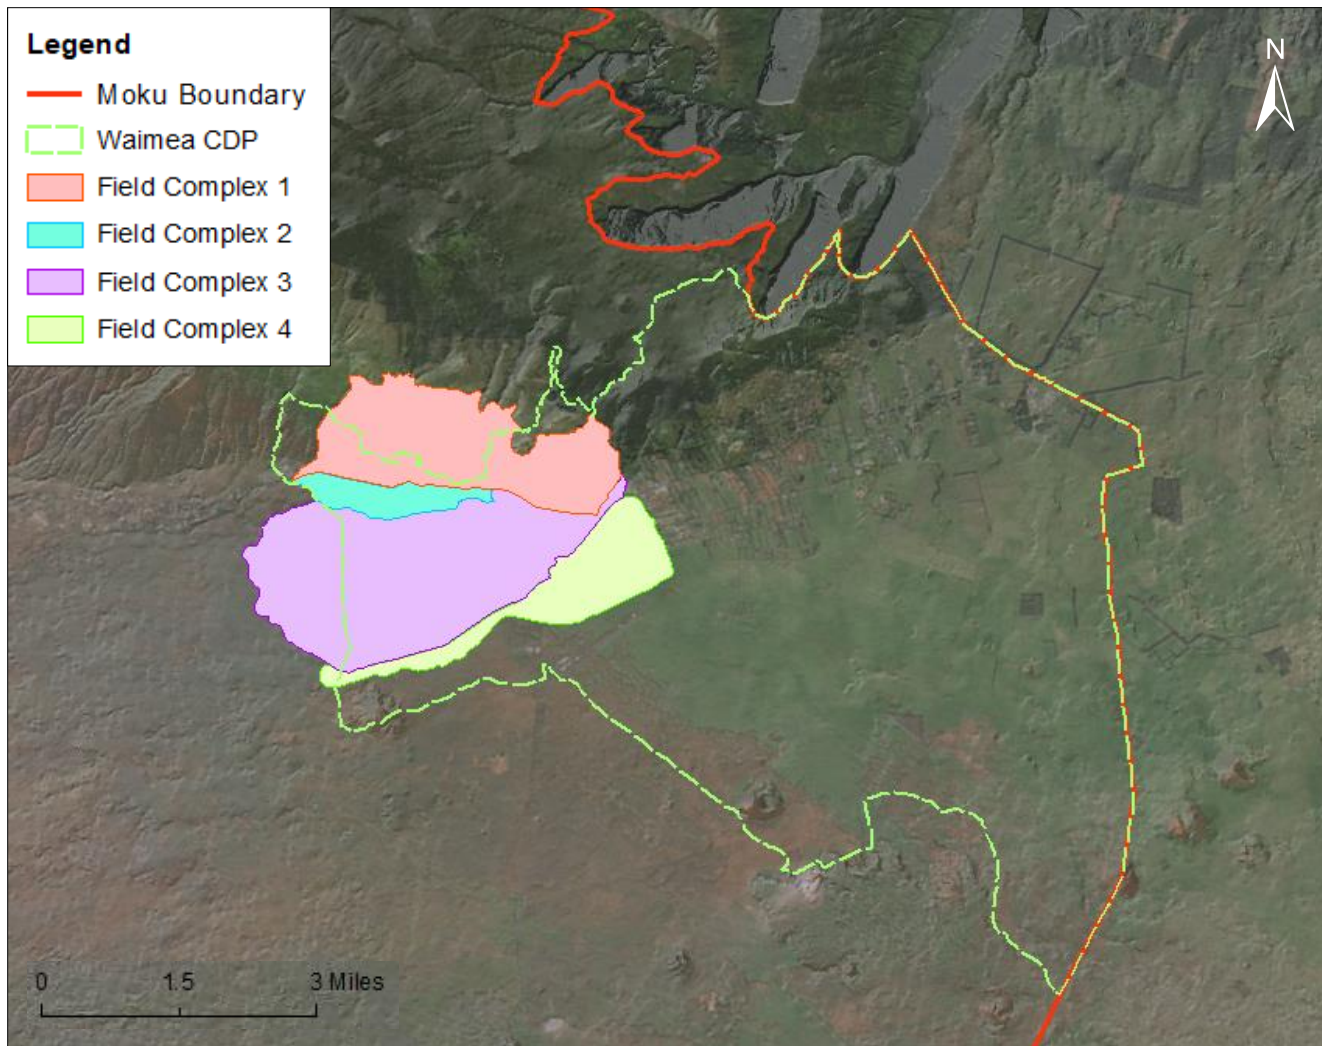 Legend
Moku Boundary
Waimea CDP
Field Complex 1
Field Complex 2
Field Complex 3
Field Complex 4
N
0 1.5 3 Miles